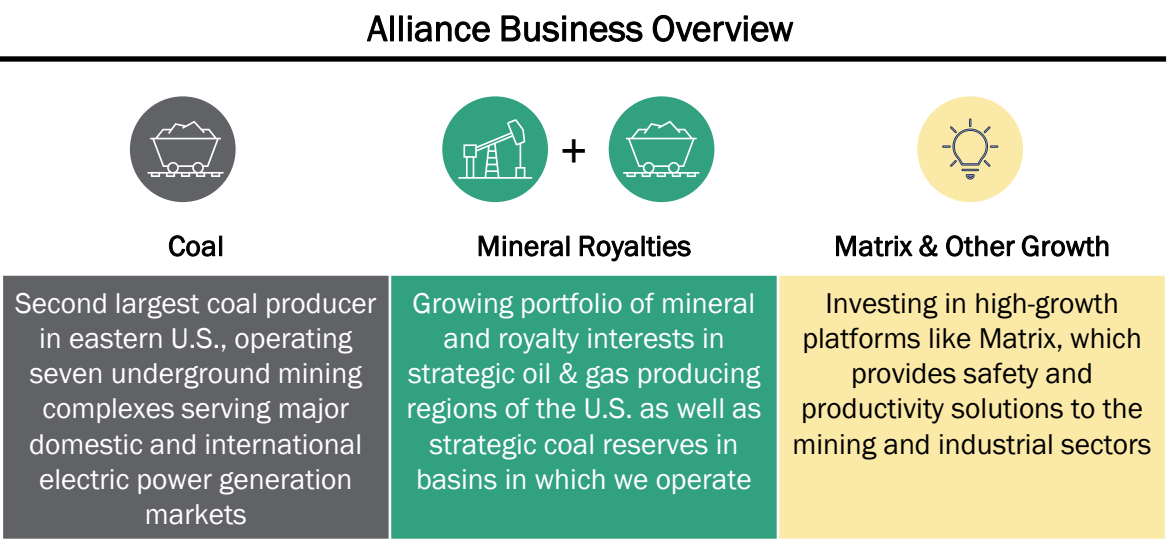 Alliance Business Overview
+
Coal
Mineral Royalties
Matrix & Other Growth
Second largest coal producer
in eastern U.S., operating
seven underground mining
complexes serving major
domestic and international
electric power generation
markets
Growing portfolio of mineral
and royalty interests in
strategic oil & gas producing
regions of the U.S. as well as
strategic coal reserves in
basins in which we operate
Investing in high-growth
platforms like Matrix, which
provides safety and
productivity solutions to the
mining and industrial sectors